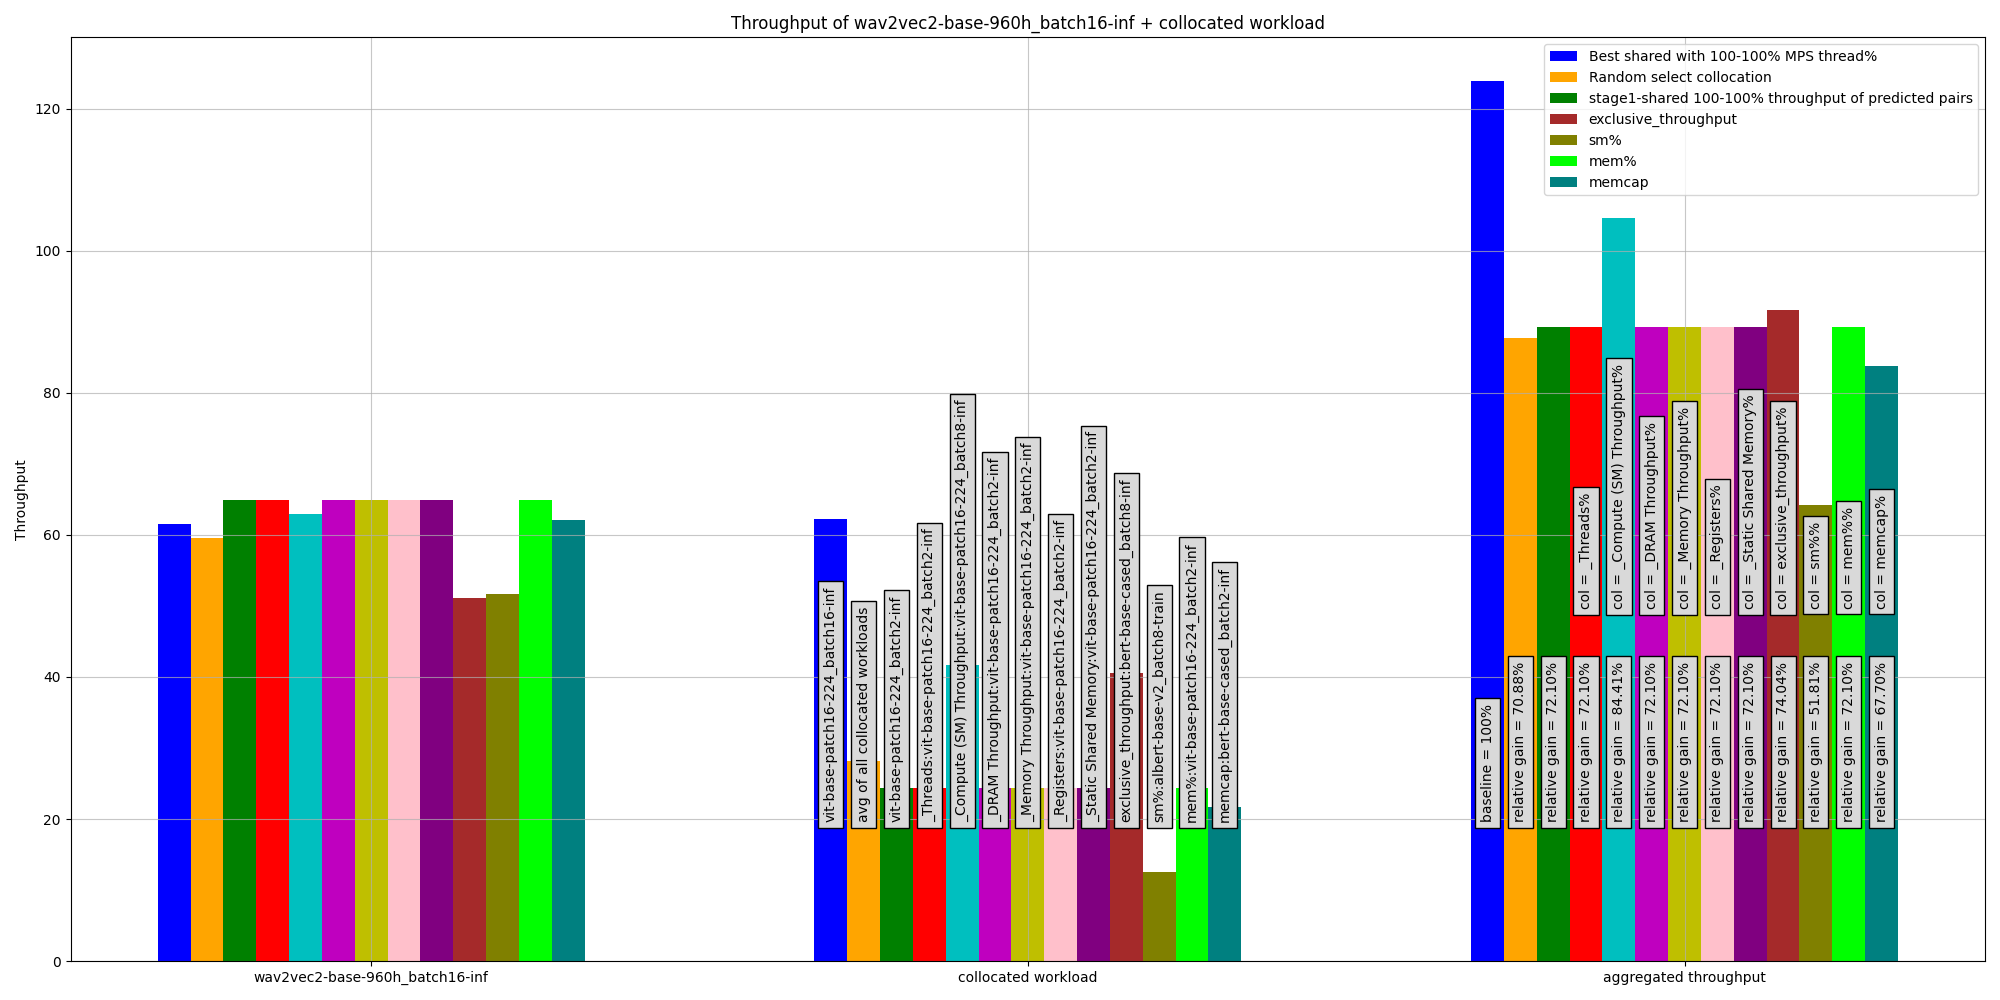 Throughput of wav2vec2-base-960h_batch16-inf + collocated workload
Throughput
120
100
80
60
40
20
0
Best shared with 100-100% MPS thread%
Random select collocation
stage1-shared 100-100% throughput of predicted pairs
exclusive_throughput
sm%
mem%
memcap
vit-base-patch16-224_batch16-inf
avg of all collocated workloads
vit-base-patch16-224_batch2-inf
_Threads:vit-base-patch16-224_batch2-inf
_Compute (SM) Throughput:vit-base-patch16-224_batch8-inf
_DRAM Throughput:vit-base-patch16-224_batch2-inf
_Memory Throughput:vit-base-patch16-224_batch2-inf
_Registers:vit-base-patch16-224_batch2-inf
_Static Shared Memory:vit-base-patch16-224_batch2-inf
exclusive_throughput:bert-base-cased_batch8-inf
sm%:albert-base-v2_batch8-train
mem%:vit-base-patch16-224_batch2-inf
memcap:bert-base-cased_batch2-inf
col = _Threads%
col = _Compute (SM) Throughput%
col = _DRAM Throughput%
col = _Memory Throughput%
col = _Registers%
col = _Static Shared Memory%
col = exclusive_throughput%
col = sm%%
col = mem%%
col = memcap%
baseline = 100%
relative gain = 70.88%
relative gain = 72.10%
relative gain = 72.10%
relative gain = 84.41%
relative gain = 72.10%
relative gain = 72.10%
relative gain = 72.10%
relative gain = 72.10%
relative gain = 74.04%
relative gain = 51.81%
relative gain = 72.10%
relative gain = 67.70%
wav2vec2-base-960h_batch16-inf
collocated workload
aggregated throughput